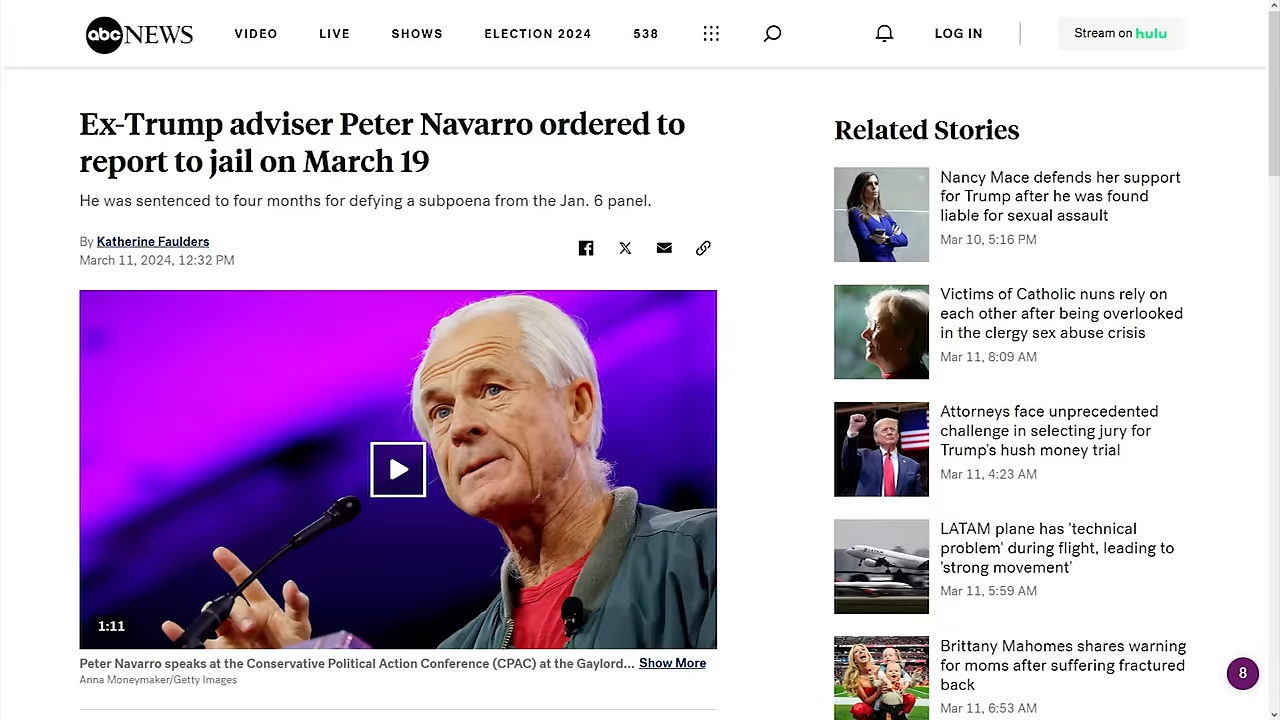 abc NEWS
VIDEO
LIVE
SHOWS
ELECTION 2024
538
LOG IN
Stream on hulu
Ex-Trump adviser Peter Navarro ordered to
report to jail on March 19
He was sentenced to four months for defying a subpoena from the Jan. 6 panel.
By Katherine Faulders
March 11, 2024, 12:32 PM
1:11
Peter Navarro speaks at the Conservative Political Action Conference (CPAC) at the Gaylord... Show More
Anna Moneymaker/Getty Images
Related Stories
Nancy Mace defends her support
for Trump after he was found
liable for sexual assault
Mar 10, 5:16 PM
Victims of Catholic nuns rely on
each other after being overlooked
in the clergy sex abuse crisis
Mar 11, 8:09 AM
Attorneys face unprecedented
challenge in selecting jury for
Trump's hush money trial
Mar 11, 4:23 AM
LATAM plane has 'technical
problem' during flight, leading to
'strong movement'
Mar 11, 5:59 AM
Brittany Mahomes shares warning
for moms after suffering fractured
back
Mar 11, 6:53 AM
8